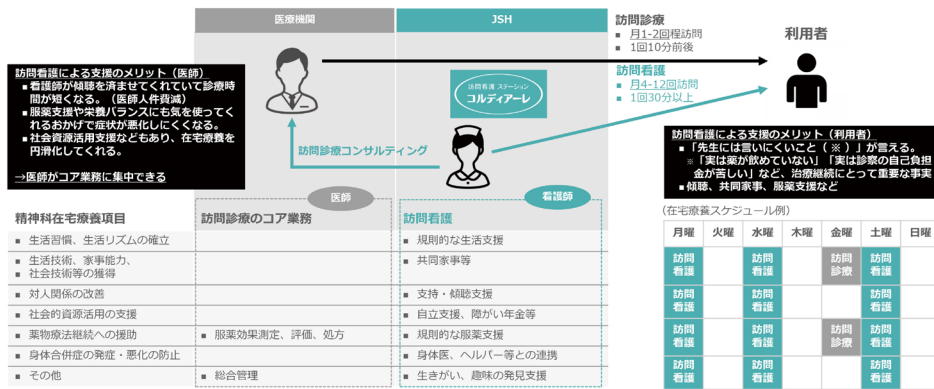 医療機関
JSH
訪問診療
■ 月1-2回程訪問
■ 1回10分前後
訪問看護
■ 月4-12回訪問
■ 1回30分以上
利用者
訪問看護による支援のメリット（医師）
■看護師が傾聴を済ませてくれていて診療時
間が短くなる。（医師人件費減）
■服薬支援や栄養バランスにも気を使ってく
れるおかげで症状が悪化しにくくなる。
■社会資源活用支援などもあり、在宅療養を
円滑化してくれる。
→医師がコア業務に集中できる
訪問看護 ステーション
コルディアーレ
訪問診療コンサルティング
訪問看護による支援のメリット（利用者）
■「先生には言いにくいこと（※）」が言える。
※「実は薬が飲めていない」「実は診察の自己負担
金が苦しい」など、治療継続にとって重要な事実
■傾聴、共同家事、服薬支援など
医師
看護師
精神科在宅療養項目
訪問診療のコア業務
訪問看護
■ 生活習慣、生活リズムの確立
■ 規則的な生活支援
■ 生活技術、家事能力、
■ 社会技術等の獲得
■ 共同家事等
■ 対人関係の改善
■ 支持・傾聴支援
■ 社会的資源活用の支援
■ 自立支援、障がい年金等
■ 薬物療法継続への援助
■ 服薬効果測定、評価、処方
■ 規則的な服薬支援
■ 身体合併症の発症・悪化の防止
■ 身体医、ヘルパー等との連携
■ その他
■ 総合管理
■ 生きがい、趣味の発見支援
（在宅療養スケジュール例）
月曜 火曜 水曜 木曜 金曜 土曜 日曜
訪問 訪問 訪問 訪問
看護 看護 診療 看護
訪問 訪問 訪問
看護 看護 看護
訪問 訪問 訪問 訪問
看護 看護 診療 看護
訪問 訪問 訪問
看護 看護 看護